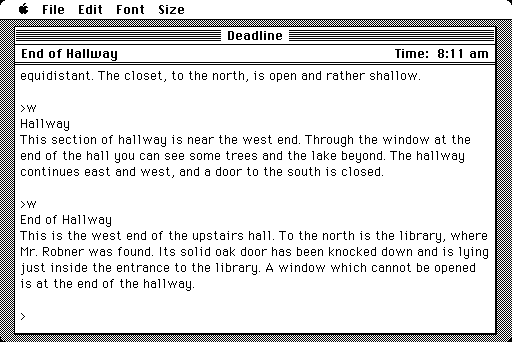 File Edit Font Size
Deadline
End of Hallway Time: 8:11 am
equidistant. The closet, to the north, is open and rather shallow.
>w
Hallway
This section of hallway is near the west end. Through the window at the
end of the hall you can see some trees and the lake beyond. The hallway
continues east and west, and a door to the south is closed.
>w
End of Hallway
This is the west end of the upstairs hall. To the north is the library, where
Mr. Robner was found. Its solid oak door has been knocked down and is lying
just inside the entrance to the library. A window which cannot be opened
is at the end of the hallway.
>